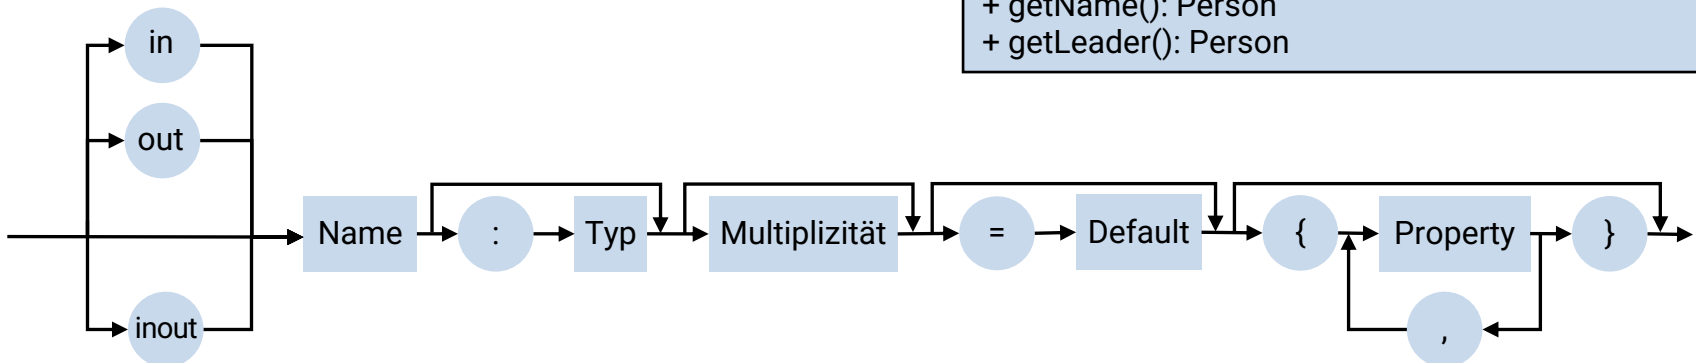 + getName(): Person
+ getLeader(): Person
in
out
Name : Typ Multiplizität = Default { Property }
inout ,